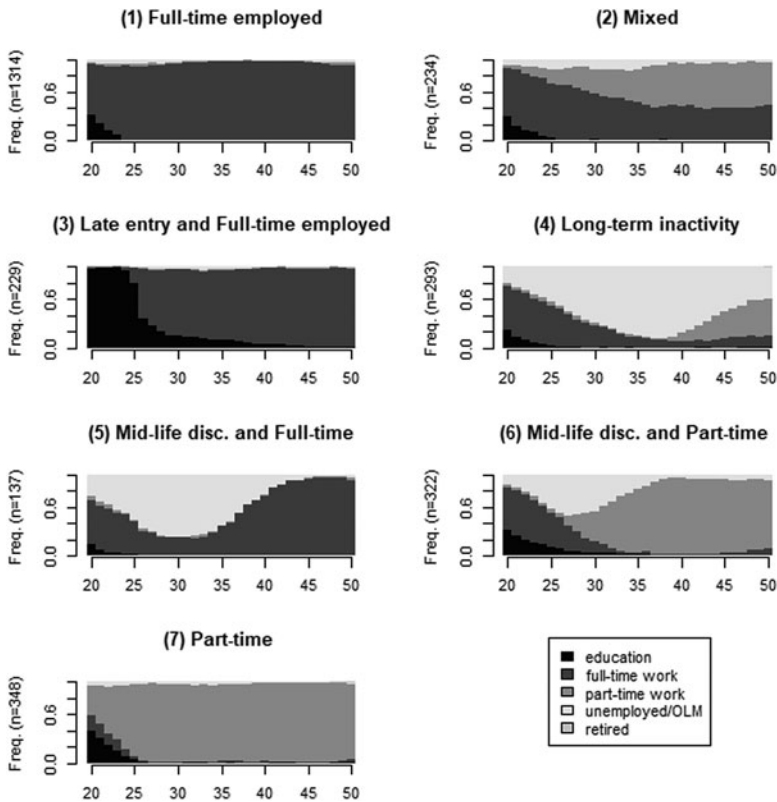 (1) Full-time employed
Freq. (n=1314)
0.0 0.6
20 25 30 35 40 45 50
(2) Mixed
Freq. (n=234)
0.0 0.6
20 25 30 35 40 45 50
(3) Late entry and Full-time employed
Freq. (n=229)
0.0 0.6
20 25 30 35 40 45 50
(4) Long-term inactivity
Freq. (n=293)
0.0 0.6
20 25 30 35 40 45 50
(5) Mid-life disc. and Full-time
Freq. (n=137)
0.0 0.6
20 25 30 35 40 45 50
(6) Mid-life disc. and Part-time
Freq. (n=322)
0.0 0.6
20 25 30 35 40 45 50
(7) Part-time
Freq. (n=348)
0.0 0.6
20 25 30 35 40 45 50
education
full-time work
part-time work
unemployed/OLM
retired